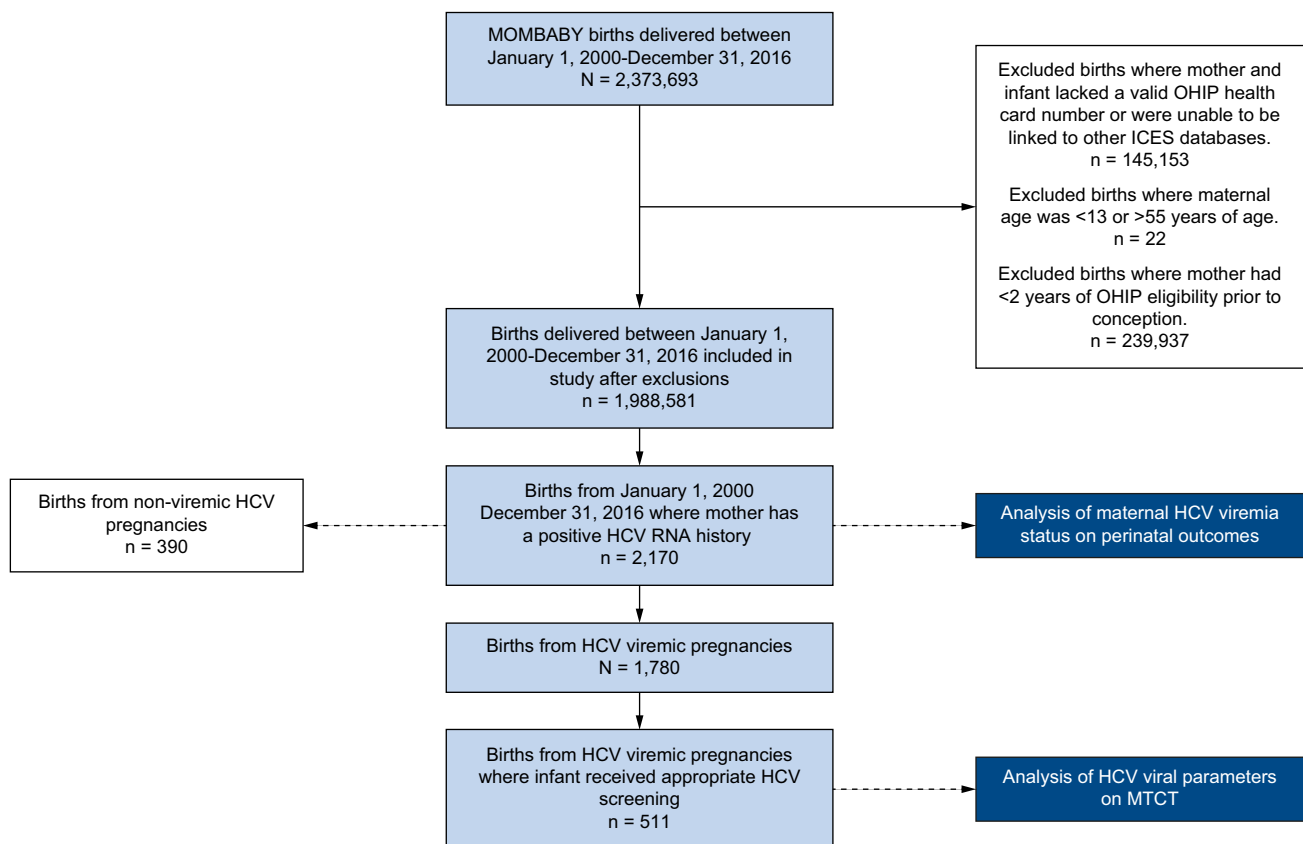 MOMBABY births delivered between
January 1, 2000-December 31, 2016
N = 2,373,693
Excluded births where mother and
infant lacked a valid OHIP health
card number or were unable to be
linked to other ICES databases.
n = 145,153
Excluded births where maternal
age was <13 or >55 years of age.
n = 22
Excluded births where mother had
<2 years of OHIP eligibility prior to
conception.
n = 239,937
Births delivered between January 1,
2000-December 31, 2016 included in
study after exclusions
n = 1,988,581
Births from non-viremic HCV
pregnancies
n = 390
Births from January 1, 2000
December 31, 2016 where mother has
a positive HCV RNA history
n = 2,170
Analysis of maternal HCV viremia
status on perinatal outcomes
Births from HCV viremic pregnancies
N = 1,780
Births from HCV viremic pregnancies
where infant received appropriate HCV
screening
n = 511
Analysis of HCV viral parameters
on MTCT